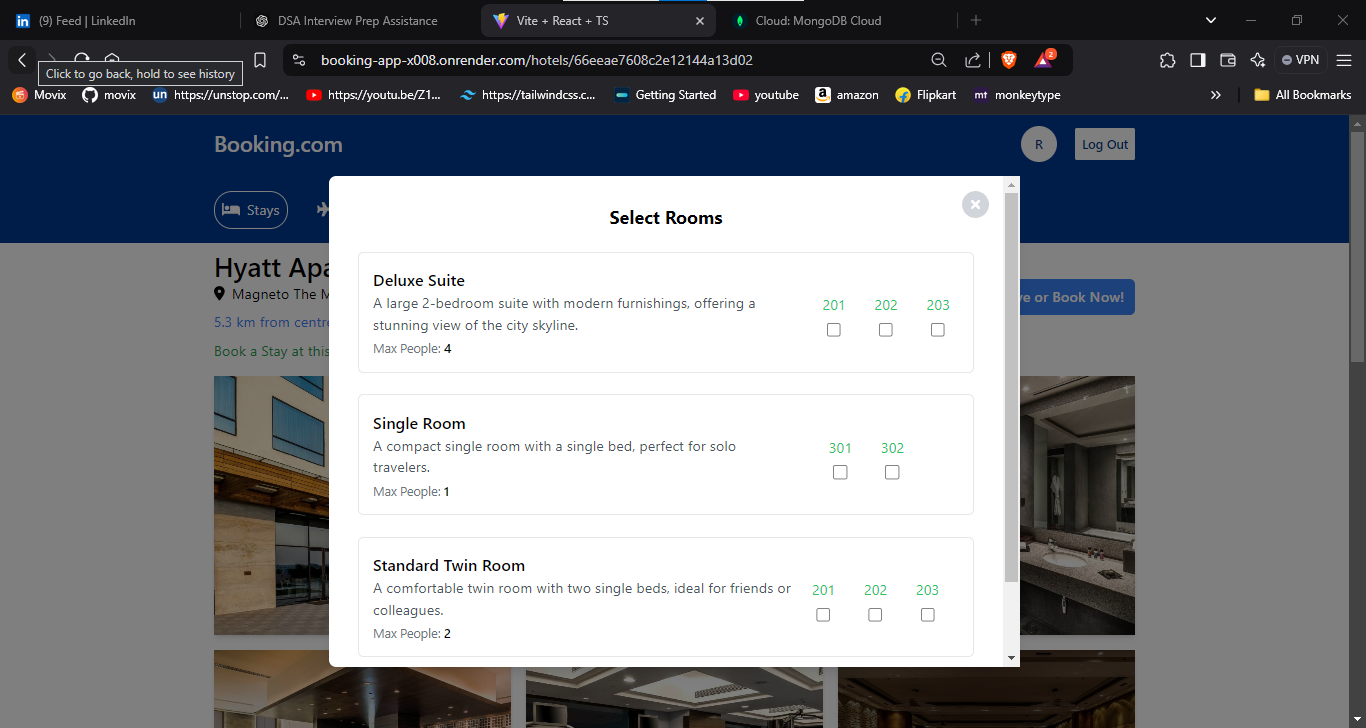 (9) Feed | LinkedIn
DSA Interview Prep Assistance
Vite + React + TS
Cloud: MongoDB Cloud
Click to go back, hold to see history
booking-app-x008.onrender.com/hotels/66eeae7608c2e12144a13d02
2
VPN
Movix
movix
un https://unstop.com/...
https://youtu.be/Z1...
https://tailwindcss.c...
Getting Started
youtube
a amazon
Flipkart
mt monkeytype
All Bookmarks
Booking.com
R
Log Out
Stays
Select Rooms
Hyatt
Magneto The
5.3 km from centre
Book a Stay at this
or Book Now!
Deluxe Suite
A large 2-bedroom suite with modern furnishings, offering a
stunning view of the city skyline.
Max People: 4
201 202 203
Single Room
A compact single room with a single bed, perfect for solo
travelers.
Max People: 1
301 302
Standard Twin Room
A comfortable twin room with two single beds, ideal for friends or
colleagues.
Max People: 2
201 202 203